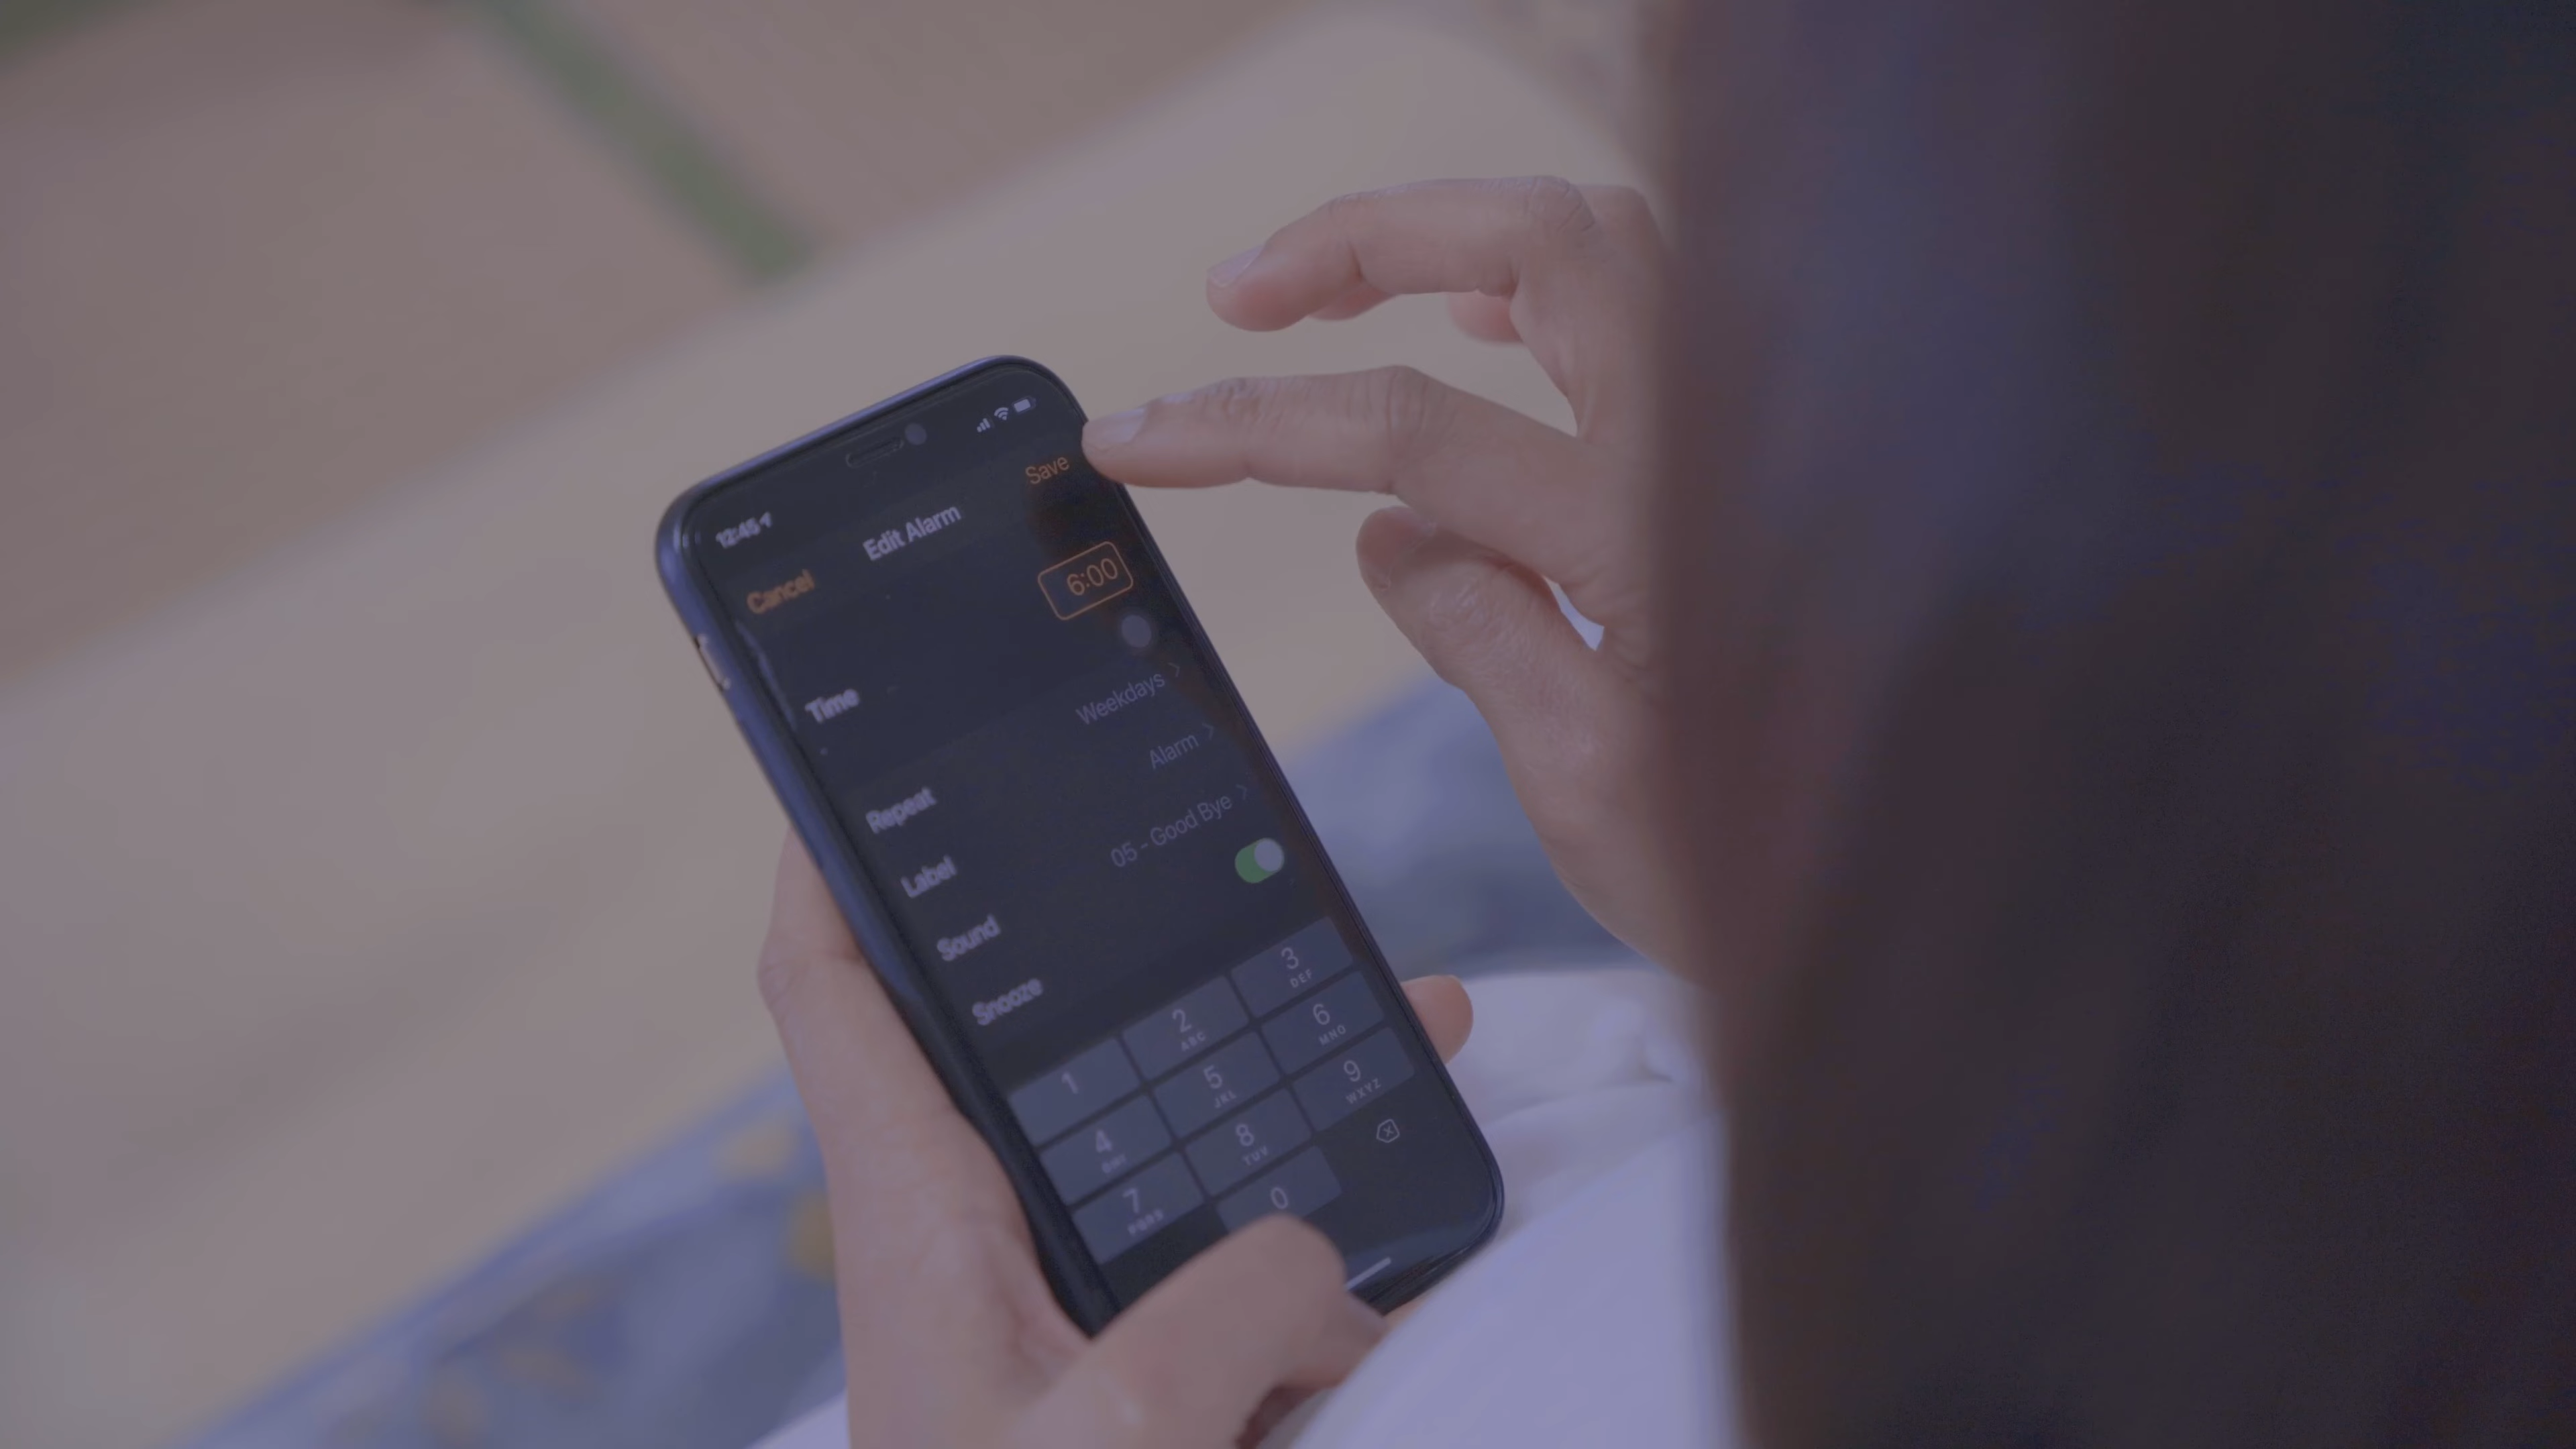 12:45
Cancel Edit Alarm Save
6:00
Time
Repeat Weekdays
Label Alarm
Sound 05 - Good Bye
Snooze
1 2 ABC 3 DEF
4 GHI 5 JKL 6 MNO
7 PQRS 8 TUV 9 WXYZ
0